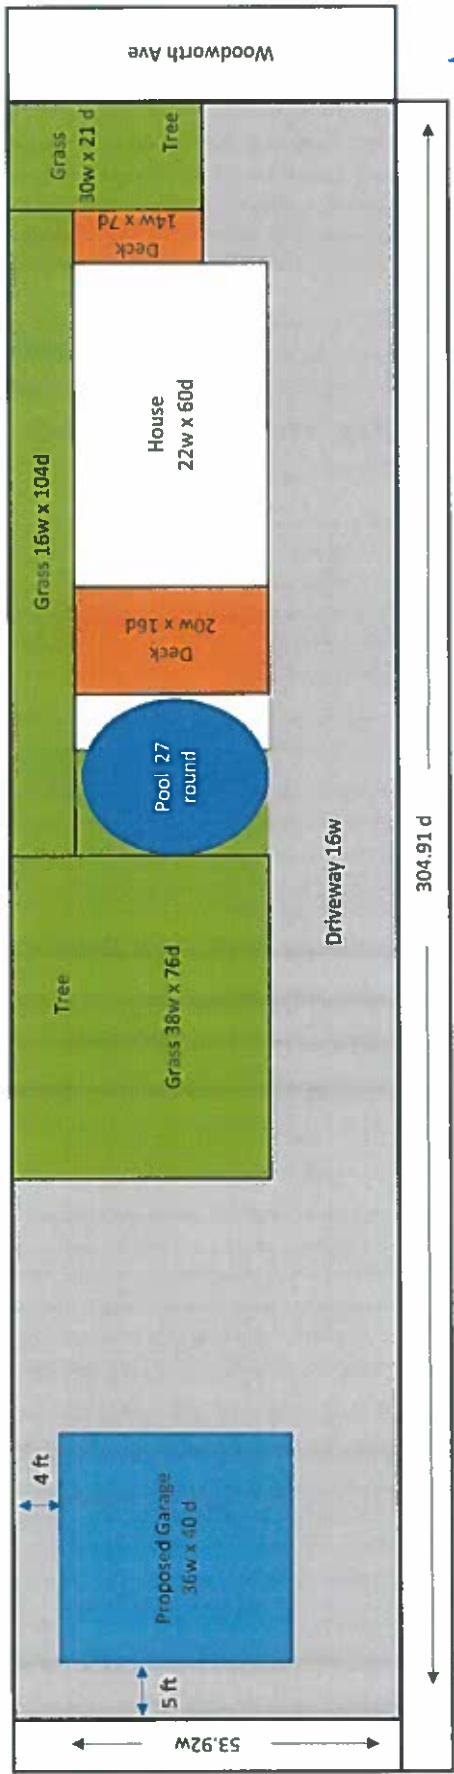 Woodworth Ave
Grass
30w x 21 d
Tree
Deck
14w x 7d
Grass 16w x 104d
House
22w x 60d
Deck
20w x 16d
Pool 27
round
Driveway 16w
304.91 d
Tree
Grass 38w x 76d
4 ft
Proposed Garage
36w x 40 d
5 ft
53.92w